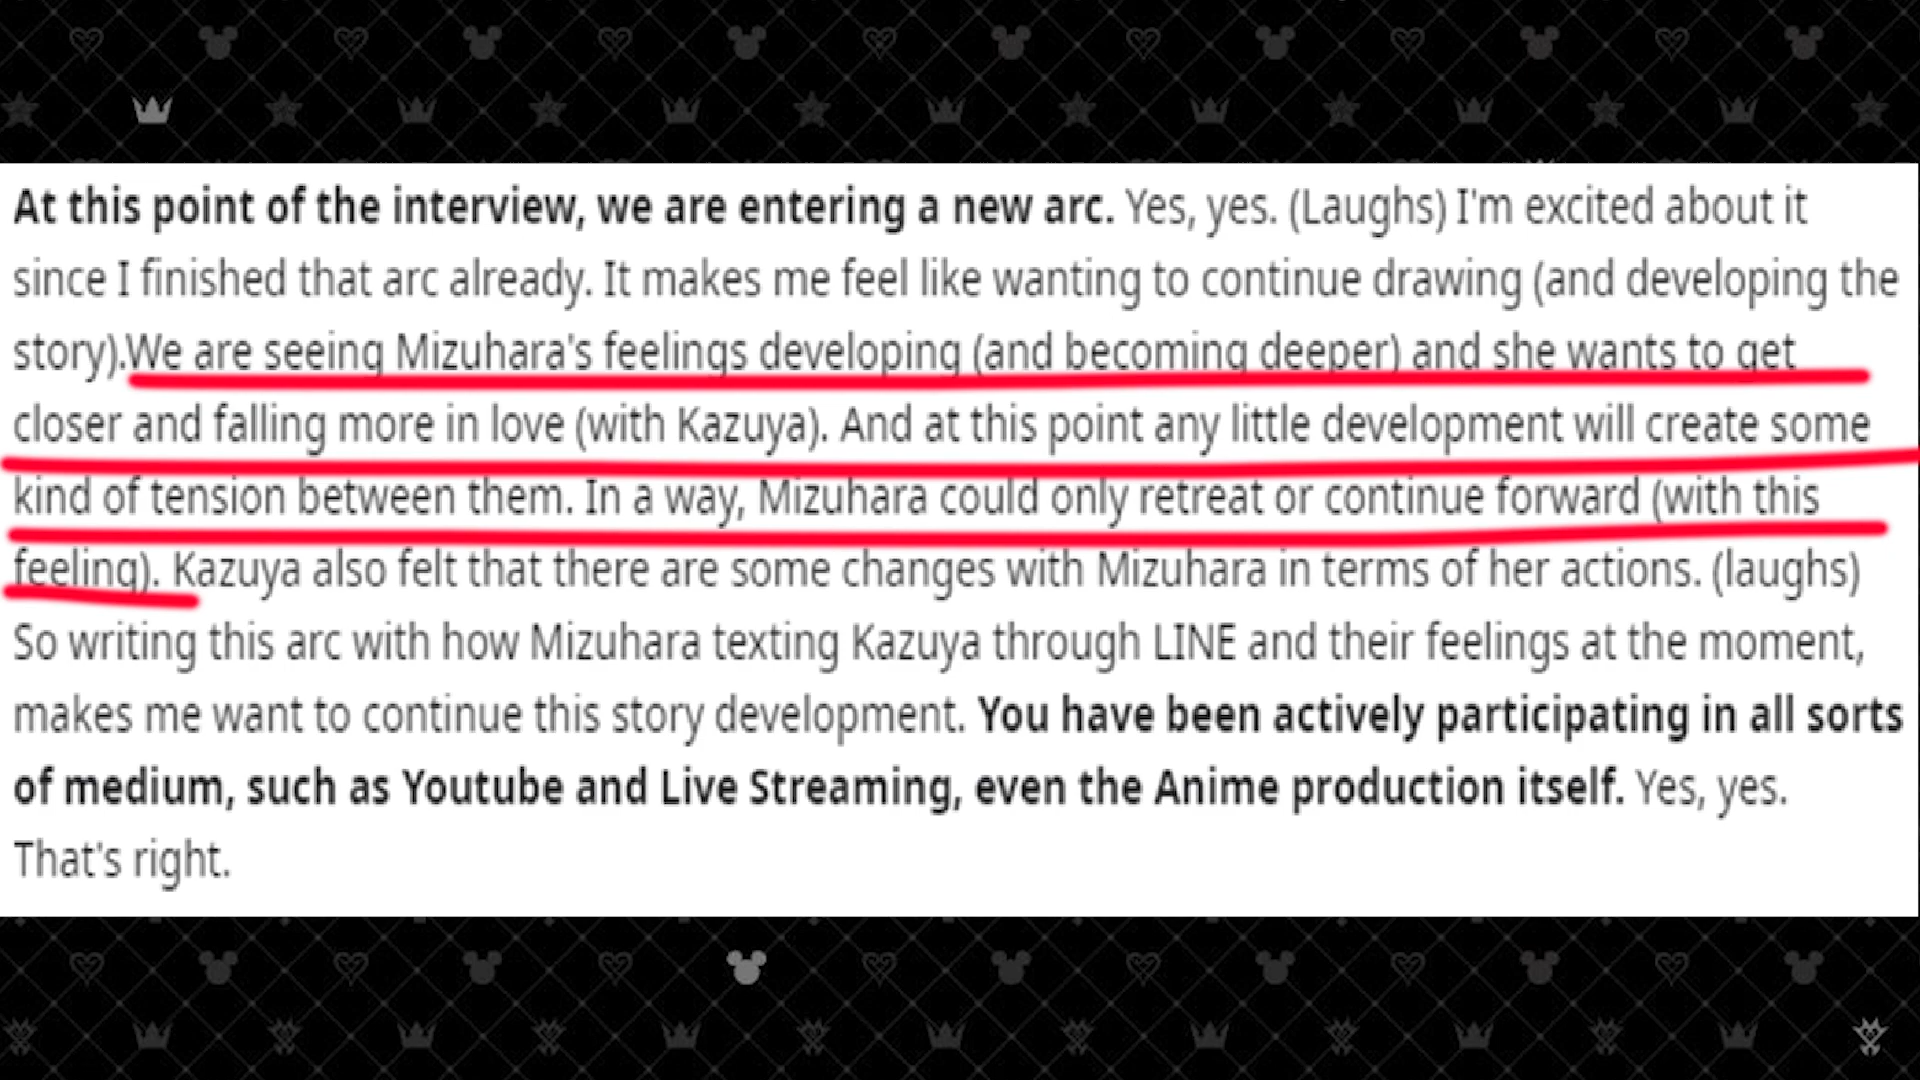 At this point of the interview, we are entering a new arc. Yes, yes. (Laughs) I'm excited about it
since I finished that arc already. It makes me feel like wanting to continue drawing (and developing the
story).We are seeing Mizuhara's feelings developing (and becoming deeper) and she wants to get
closer and falling more in love (with Kazuya). And at this point any little development will create some
kind of tension between them. In a way, Mizuhara could only retreat or continue forward (with this
feeling). Kazuya also felt that there are some changes with Mizuhara in terms of her actions. (laughs)
So writing this arc with how Mizuhara texting Kazuya through LINE and their feelings at the moment,
makes me want to continue this story development. You have been actively participating in all sorts
of medium, such as Youtube and Live Streaming, even the Anime production itself. Yes, yes.
That's right.